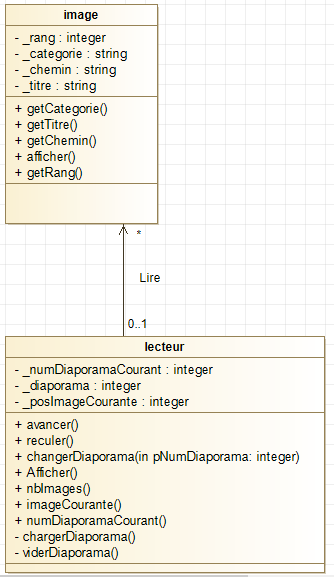 image
- _rang : integer
- _categorie : string
- _chemin : string
- _titre : string
+ getCategorie()
+ getTitre()
+ getChemin()
+ afficher()
+ getRang()
*
Lire
0..1
lecteur
- _numDiaporamaCourant : integer
- _diaporama : integer
- _posImageCourante : integer
+ avancer()
+ reculer()
+ changerDiaporama(in pNumDiaporama: integer)
+ Afficher()
+ nbImages()
+ imageCourante()
+ numDiaporamaCourant()
- chargerDiaporama()
- viderDiaporama()